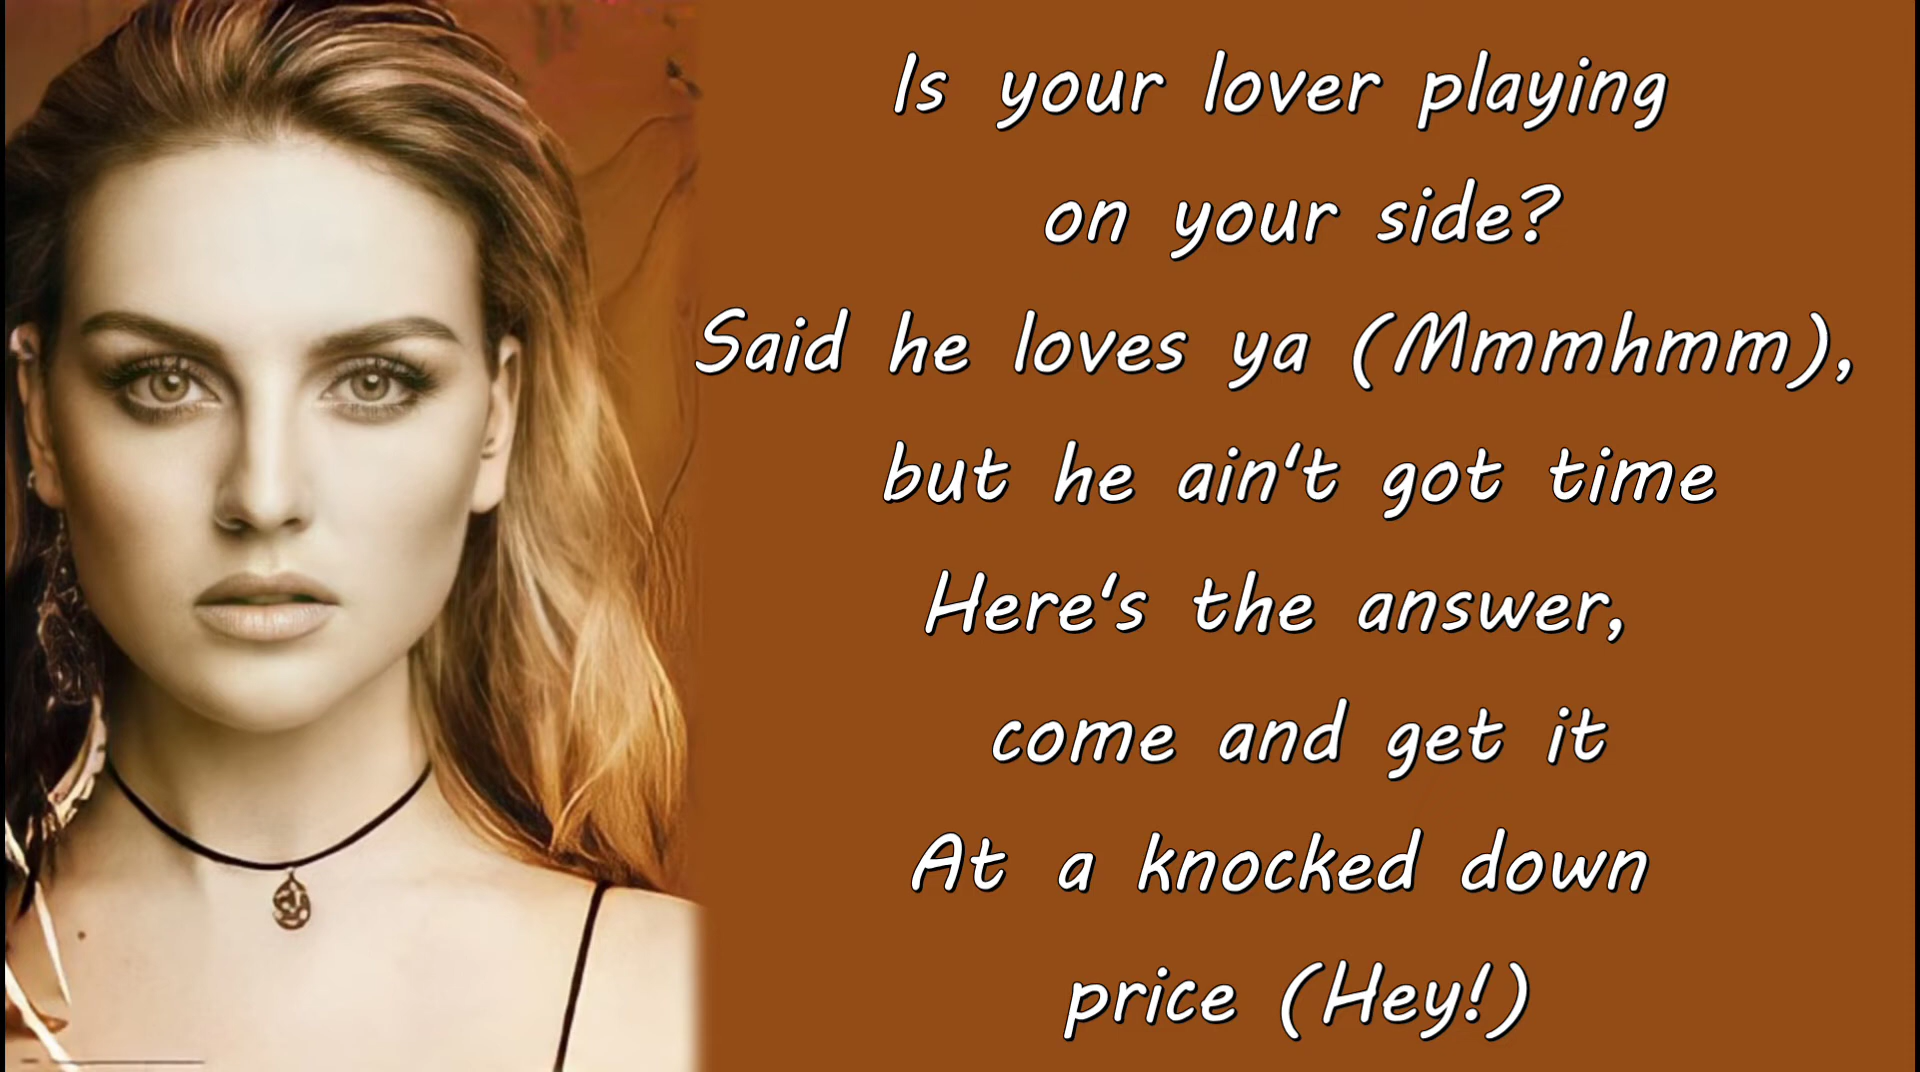 Is your lover playing
on your side?
Said he loves ya (Mmmhmm),
but he ain't got time
Here's the answer,
come and get it
At a knocked down
price (Hey!)